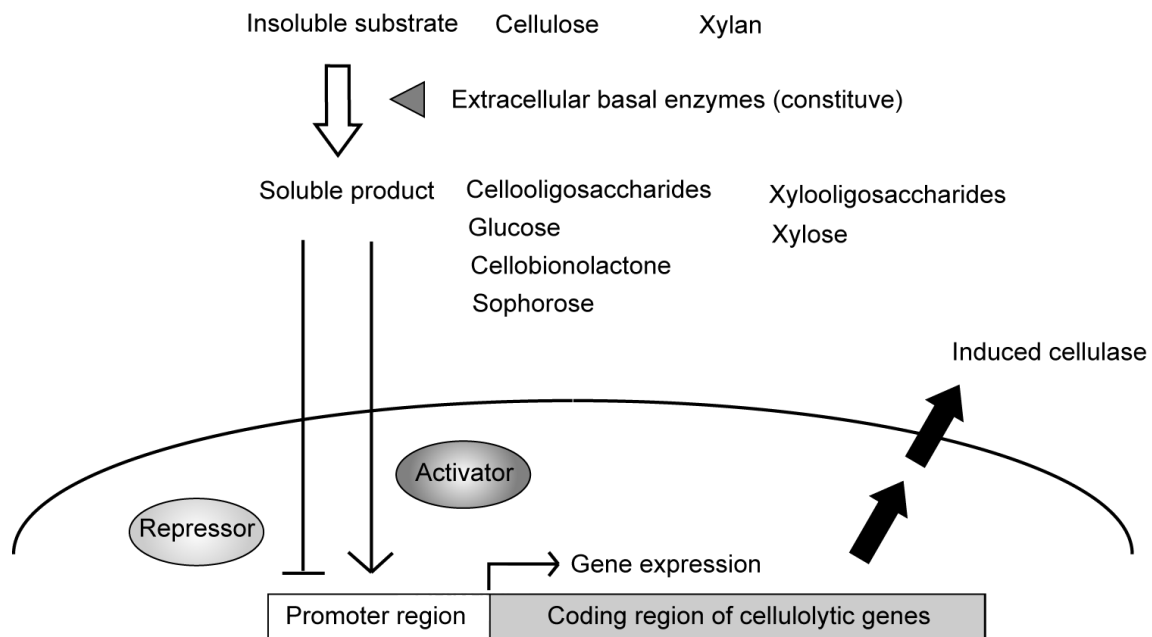 Insoluble substrate Cellulose Xylan
Extracellular basal enzymes (constituve)
Soluble product Cellooligosaccharides Xylooligosaccharides
Glucose Xylose
Cellobionolactone
Sophorose
Induced cellulase
Activator
Repressor
Gene expression
Promoter region Coding region of cellulolytic genes